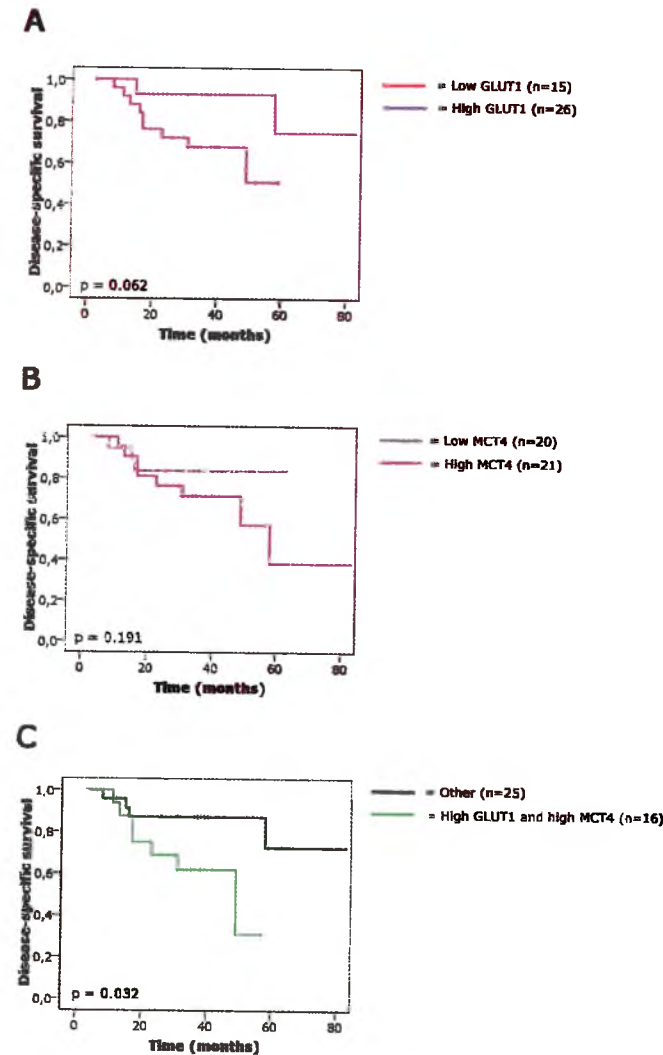 A
Disease-specific survival
1,0
0,8
0,6
0,4
0,2
0,0
p = 0.062
0 20 40 60 80
Time (months)
= Low GLUT1 (n=15)
= High GLUT1 (n=26)
B
Disease-specific survival
1,0
0,8
0,6
0,4
0,2
0,0
p = 0.191
0 20 40 60 80
Time (months)
= Low MCT4 (n=20)
= High MCT4 (n=21)
C
Disease-specific survival
1,0
0,8
0,6
0,4
0,2
0,0
p = 0.032
0 20 40 60 80
Time (months)
= Other (n=25)
= High GLUT1 and high MCT4 (n=16)